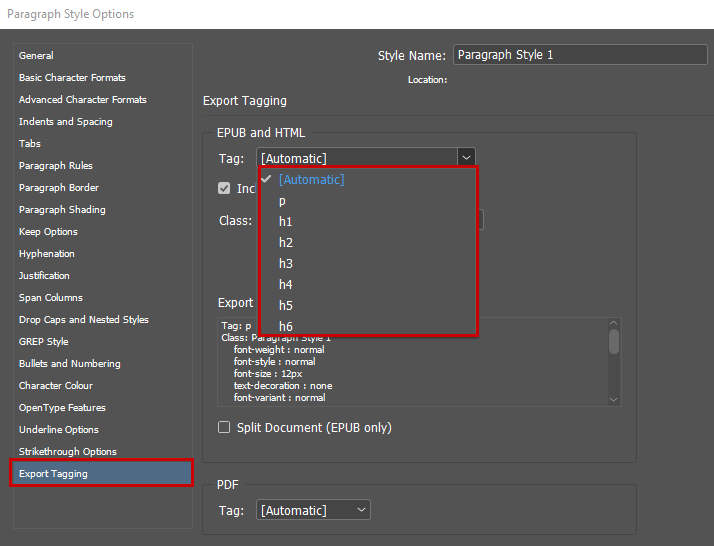 Paragraph Style Options
General
Basic Character Formats
Advanced Character Formats
Indents and Spacing
Tabs
Paragraph Rules
Paragraph Border
Paragraph Shading
Keep Options
Hyphenation
Justification
Span Columns
Drop Caps and Nested Styles
GREP Style
Bullets and Numbering
Character Colour
OpenType Features
Underline Options
Strikethrough Options
Export Tagging
Style Name: Paragraph Style 1
Location:
Export Tagging
EPUB and HTML
Tag: [Automatic]
[Automatic]
p
h1
h2
h3
h4
h5
h6
Class:
Export
Tag: p
Class: Paragraph Style 1
font-weight : normal
font-style : normal
font-size : 12px
text-decoration : none
font-variant : normal
Split Document (EPUB only)
PDF
Tag: [Automatic]